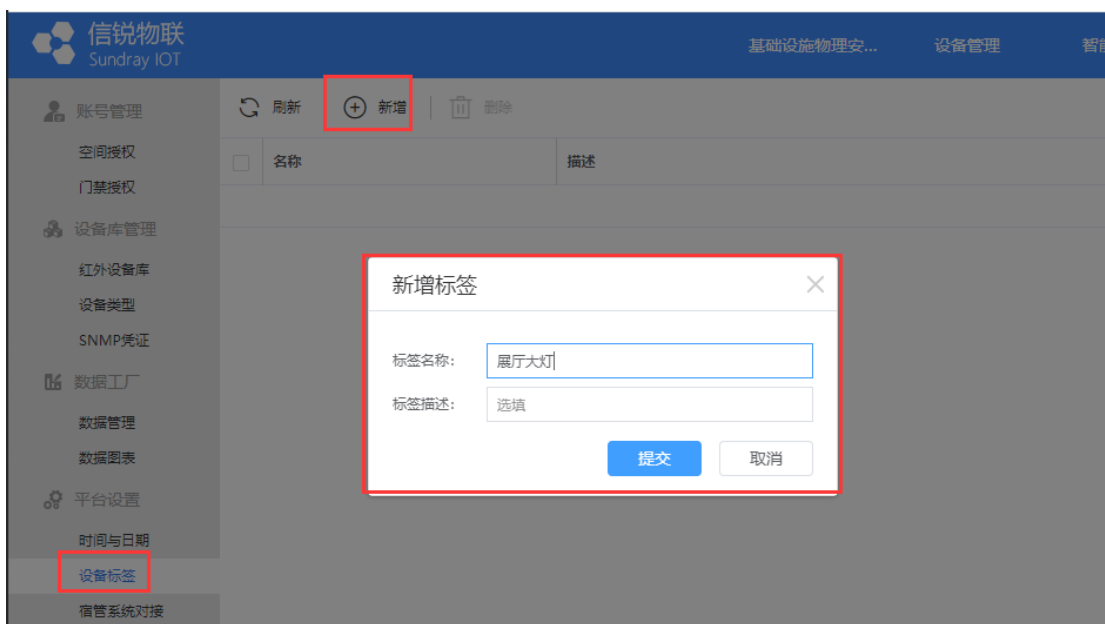 信锐物联
Sundray IOT
基础设施物理安...
设备管理
账号管理
空间授权
门禁授权
设备库管理
红外设备库
设备类型
SNMP凭证
数据工厂
数据管理
数据图表
平台设置
时间与日期
设备标签
宿管系统对接
刷新
新增
删除
名称
描述
新增标签
标签名称：
展厅大灯
标签描述：
选填
提交
取消